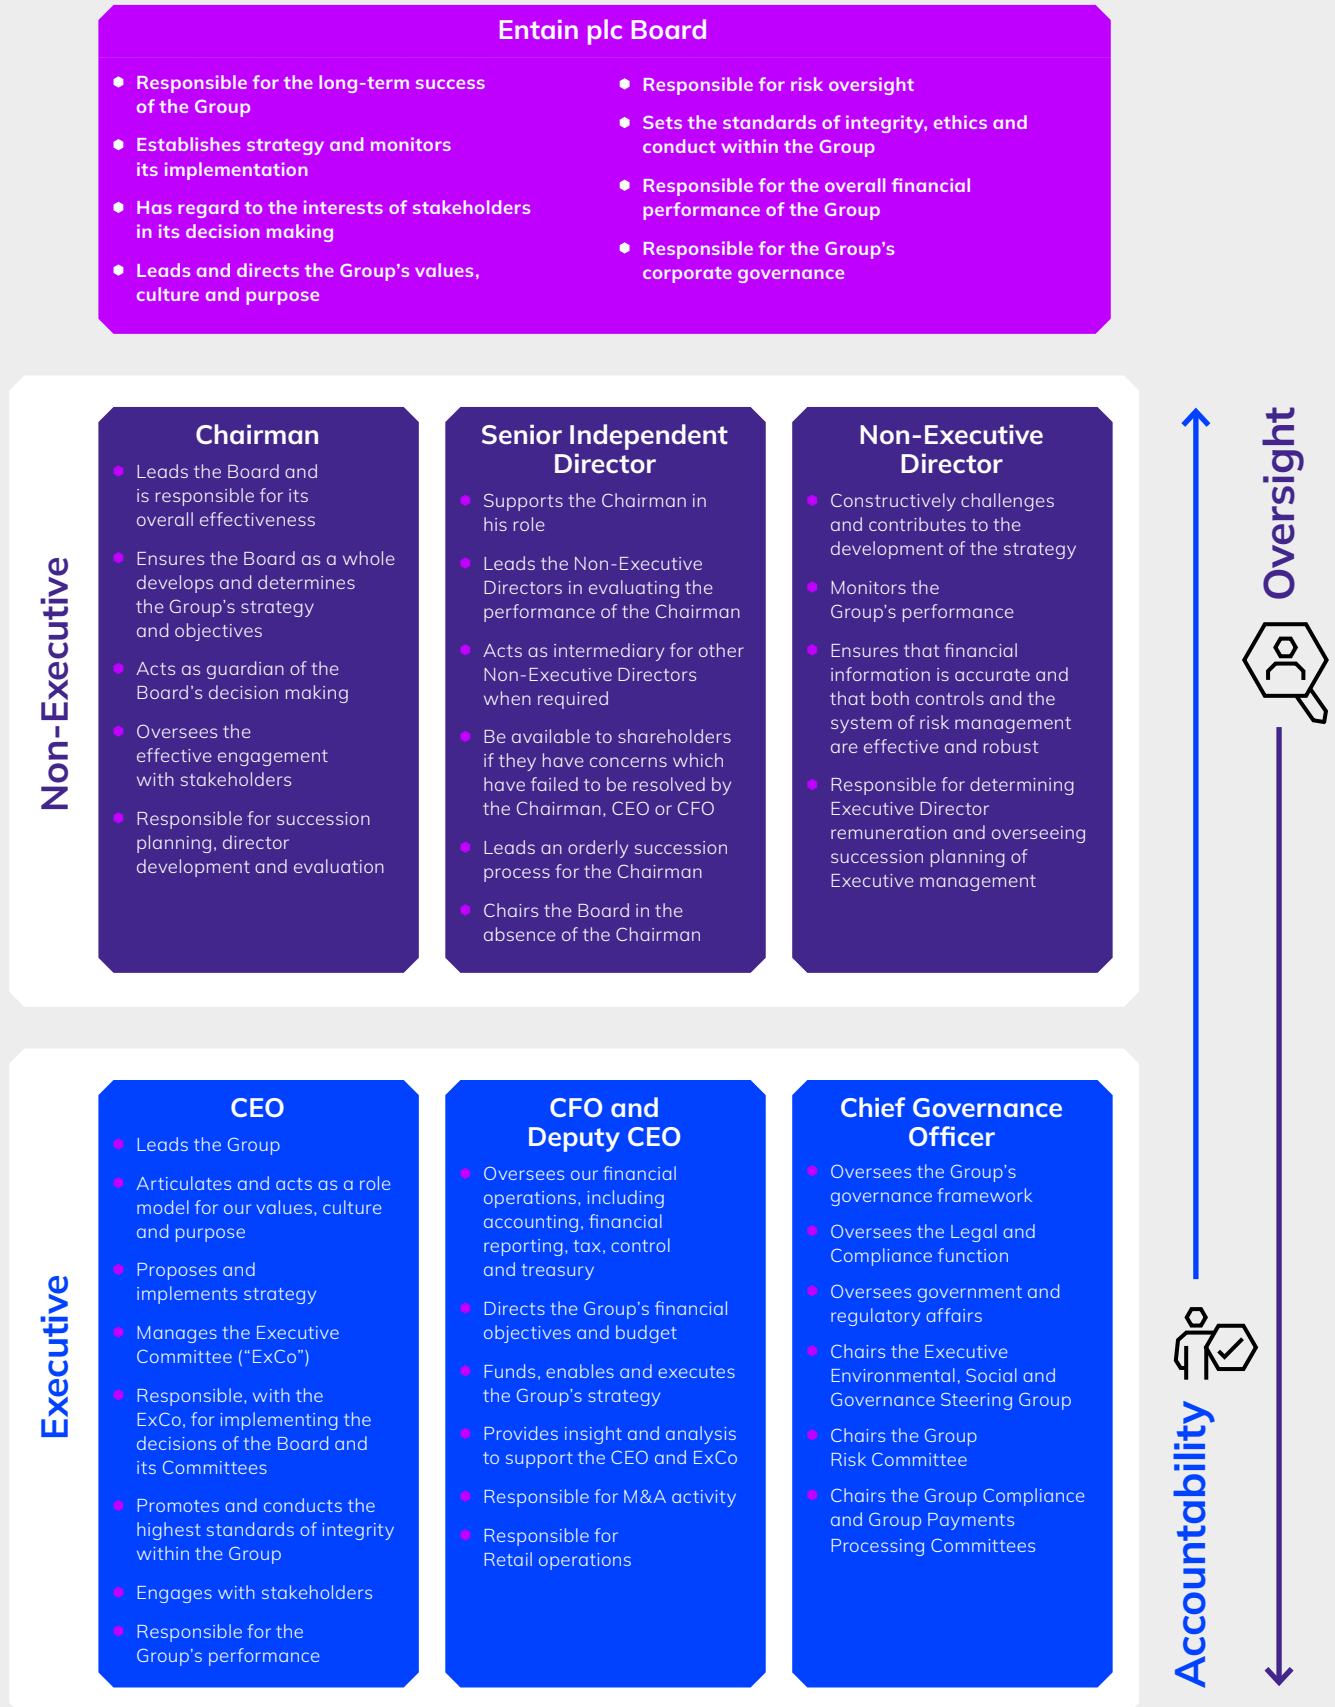 Entain plc Board
Responsible for the long-term success
of the Group
Establishes strategy and monitors
its implementation
Has regard to the interests of stakeholders
in its decision making
Leads and directs the Group’s values,
culture and purpose
Responsible for risk oversight
Sets the standards of integrity, ethics and
conduct within the Group
Responsible for the overall financial
performance of the Group
Responsible for the Group’s
corporate governance
Non-Executive
Chairman
Leads the Board and
is responsible for its
overall effectiveness
Ensures the Board as a whole
develops and determines
the Group’s strategy
and objectives
Acts as guardian of the
Board’s decision making
Oversees the
effective engagement
with stakeholders
Responsible for succession
planning, director
development and evaluation
Senior Independent
Director
Supports the Chairman in
his role
Leads the Non-Executive
Directors in evaluating the
performance of the Chairman
Acts as intermediary for other
Non-Executive Directors
when required
Be available to shareholders
if they have concerns which
have failed to be resolved by
the Chairman, CEO or CFO
Leads an orderly succession
process for the Chairman
Chairs the Board in the
absence of the Chairman
Non-Executive
Director
Constructively challenges
and contributes to the
development of the strategy
Monitors the
Group’s performance
Ensures that financial
information is accurate and
that both controls and the
system of risk management
are effective and robust
Responsible for determining
Executive Director
remuneration and overseeing
succession planning of
Executive management
Oversight
Executive
CEO
Leads the Group
Articulates and acts as a role
model for our values, culture
and purpose
Proposes and
implements strategy
Manages the Executive
Committee (“ExCo”)
Responsible, with the
ExCo, for implementing the
decisions of the Board and
its Committees
Promotes and conducts the
highest standards of integrity
within the Group
Engages with stakeholders
Responsible for the
Group’s performance
CFO and
Deputy CEO
Oversees our financial
operations, including
accounting, financial
reporting, tax, control
and treasury
Directs the Group’s financial
objectives and budget
Funds, enables and executes
the Group’s strategy
Provides insight and analysis
to support the CEO and ExCo
Responsible for M&A activity
Responsible for
Retail operations
Chief Governance
Officer
Oversees the Group’s
governance framework
Oversees the Legal and
Compliance function
Oversees government and
regulatory affairs
Chairs the Executive
Environmental, Social and
Governance Steering Group
Chairs the Group
Risk Committee
Chairs the Group Compliance
and Group Payments
Processing Committees
Accountability